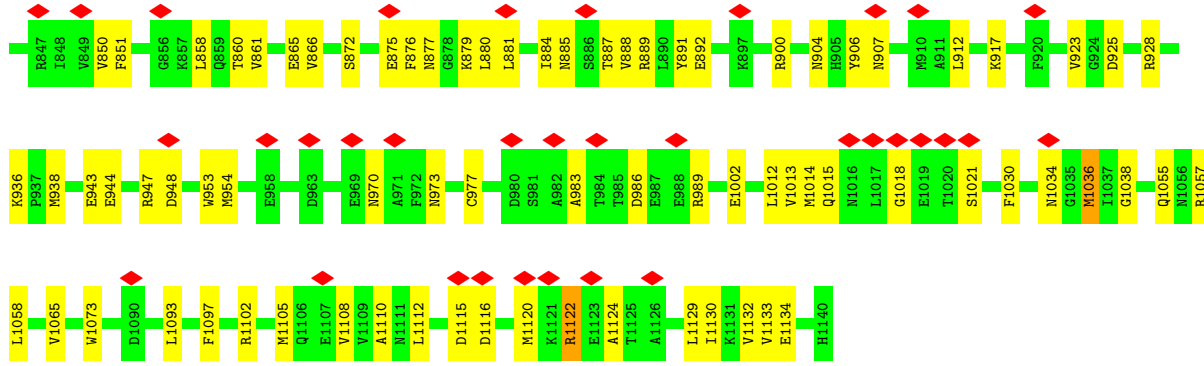 R847 I848 V849 V850 F851 G856 K857 L858 Q859 T860 V861 E865 V866 S872 E875 F876 N877 G878 K879 L880 L881 I884 N885 S886 T887 V888 R889 L890 Y891 E892 K897 R900 N904 H905 Y906 N907 M910 A911 L912 K917 F920 V923 G924 D925 R928
K936 P937 M938 E943 E944 R947 D948 W953 M954 E958 D963 E969 N970 A971 F972 N973 C977 D980 S981 A982 A983 T984 T985 D986 E987 E988 R989 E1002 L1012 V1013 M1014 Q1015 N1016 L1017 G1018 E1019 T1020 S1021 F1030 N1034 G1035 M1036 I1037 G1038 Q1055 N1056 R1057
L1058 V1065 W1073 D1090 L1093 F1097 R1102 M1105 Q1106 E1107 V1108 V1109 A1110 N1111 L1112 D1115 D1116 M1120 K1121 R1122 E1123 A1124 T1125 A1126 L1129 I1130 K1131 V1132 V1133 E1134 H1140